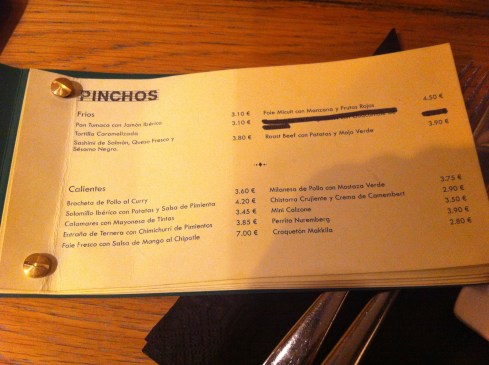 PINCHOS
Frios
Pan Tumaca con Jamón Ibérico 3.10 €
Tortilla Caramelizada 3.10 €
Sashimi de Salmón, Queso Fresco y
Sésamo Negro. 3.80 €
Foie Micuit con Manzana y Frutos Rojos 4.50 €
Roast Beef con Patatas y Mojo Verde 3.90 €
Calientes
Brocheta de Pollo al Curry 3.60 €
Solomillo Ibérico con Patatas y Salsa de Pimienta 4.20 €
Calamares con Mayonesa de Tintas 3.45 €
Entraña de Ternera con Chimichurri de Pimientos 3.85 €
Foie Fresco con Salsa de Mango al Chipotle 7.00 €
Milanesa de Pollo con Mostaza Verde 3.75 €
Chistorra Crujiente y Crema de Camembert 2.90 €
Mini Calzone 3.50 €
Perrito Nuremberg 3.90 €
Croquetón Makkila 2.80 €